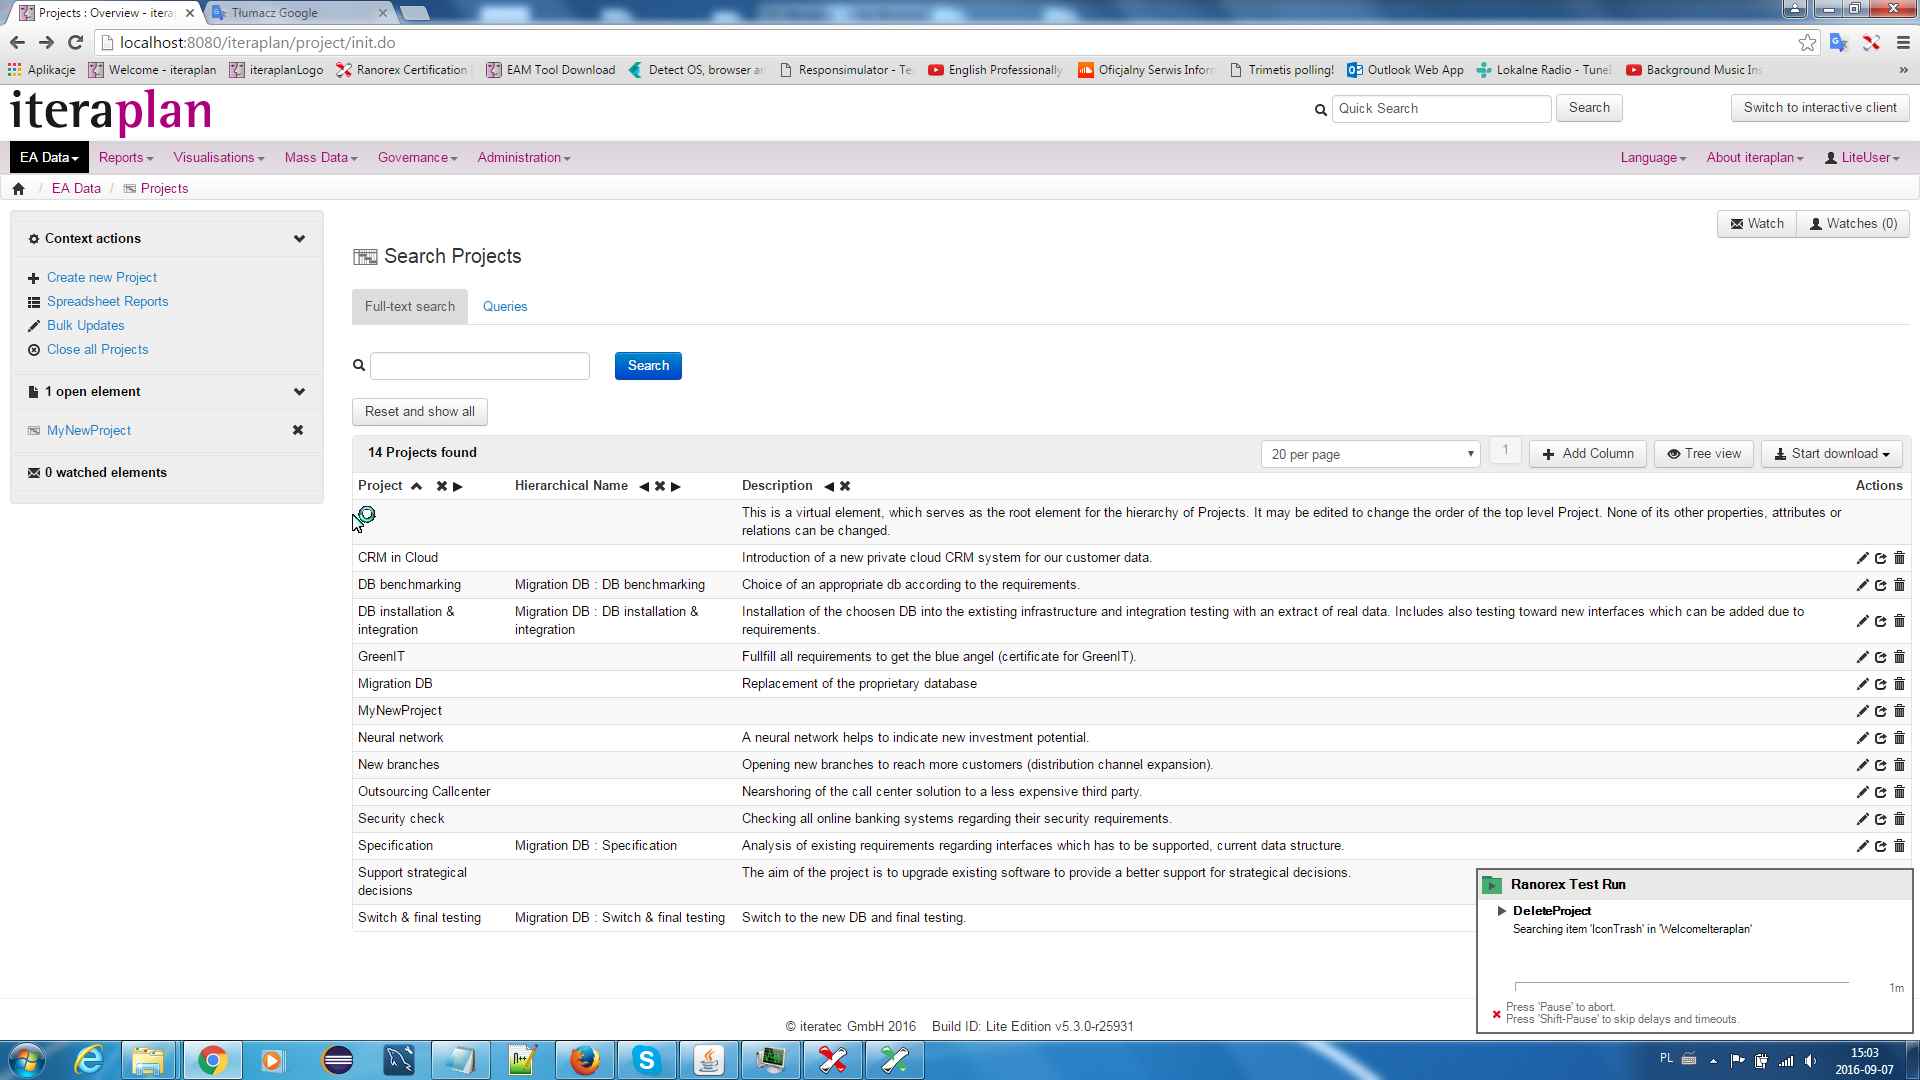 Projects : Overview - itera
Tłumacz Google
localhost:8080/iteraplan/project/init.do
Aplikacje
Welcome - iteraplan
iteraplanLogo
Ranorex Certification
EAM Tool Download
Detect OS, browser a
Responsimulator - Te
English Professionally
Oficjalny Serwis Inforr
Trimetis polling!
Outlook Web App
Lokalne Radio - Tunel
Background Music Ins
»
iteraplan
Quick Search
Search
Switch to interactive client
EA Data
Reports
Visualisations
Mass Data
Governance
Administration
Language
About iteraplan
LiteUser
/ EA Data / Projects
Context actions
Create new Project
Spreadsheet Reports
Bulk Updates
Close all Projects
1 open element
MyNewProject
0 watched elements
Watch
Watches (0)
Search Projects
Full-text search
Queries
Search
Reset and show all
14 Projects found
20 per page
1
Add Column
Tree view
Start download
Project
Hierarchical Name
Description
Actions
This is a virtual element, which serves as the root element for the hierarchy of Projects. It may be edited to change the order of the top level Project. None of its other properties, attributes or
relations can be changed.
CRM in Cloud
Introduction of a new private cloud CRM system for our customer data.
DB benchmarking
Migration DB : DB benchmarking
Choice of an appropriate db according to the requirements.
DB installation &
integration
Migration DB : DB installation &
integration
Installation of the choosen DB into the extisting infrastructure and integration testing with an extract of real data. Includes also testing toward new interfaces which can be added due to
requirements.
GreenIT
Fullfill all requirements to get the blue angel (certificate for GreenIT).
Migration DB
Replacement of the proprietary database
MyNewProject
Neural network
A neural network helps to indicate new investment potential.
New branches
Opening new branches to reach more customers (distribution channel expansion).
Outsourcing Callcenter
Nearshoring of the call center solution to a less expensive third party.
Security check
Checking all online banking systems regarding their security requirements.
Specification
Migration DB : Specification
Analysis of existing requirements regarding interfaces which has to be supported, current data structure.
Support strategical
decisions
The aim of the project is to upgrade existing software to provide a better support for strategical decisions.
Switch & final testing
Migration DB : Switch & final testing
Switch to the new DB and final testing.
Ranorex Test Run
DeleteProject
Searching item 'IconTrash' in 'WelcomeIteraplan'
1m
Press 'Pause' to abort.
Press 'Shift-Pause' to skip delays and timeouts.
© iteratec GmbH 2016 Build ID: Lite Edition v5.3.0-r25931
PL
15:03
2016-09-07